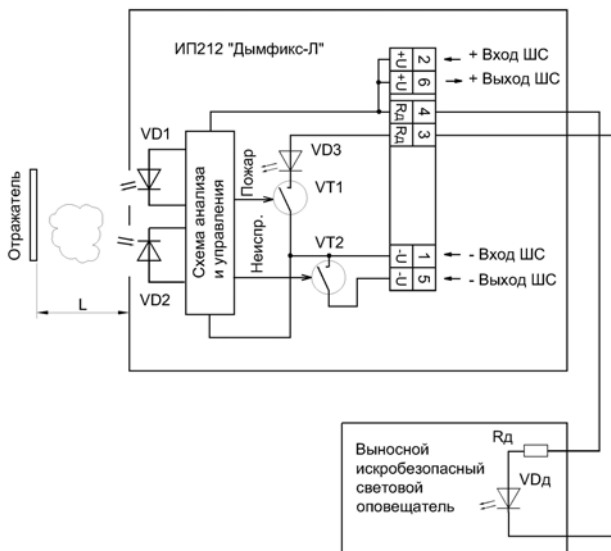 ИП212 "Дымфикс-Л"
+U 2 + Вход ШС
+U 6 + Выход ШС
Rд 4
Rд 3
VD1
VD3
VT1
Пожар
Отражатель
Схема анализа
и управления
Неиспр.
VT2
-U 1 - Вход ШС
-U 5 - Выход ШС
VD2
L
Выносной
искробезопасный
световой
оповещатель
Rд
VDд